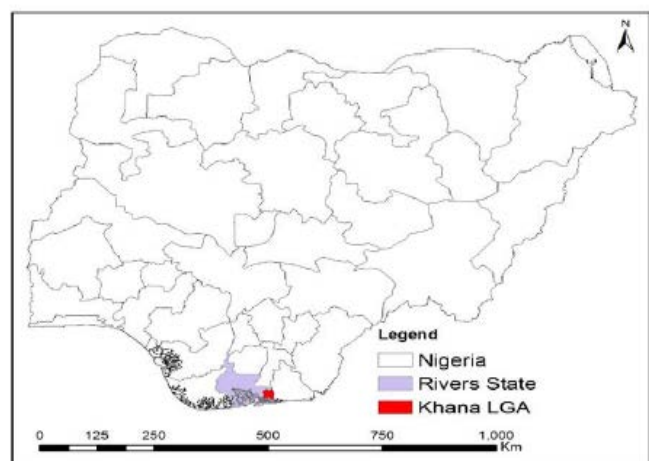 N
Legend
Nigeria
Rivers State
Khana LGA
0 125 250 500 750 1.000
Km